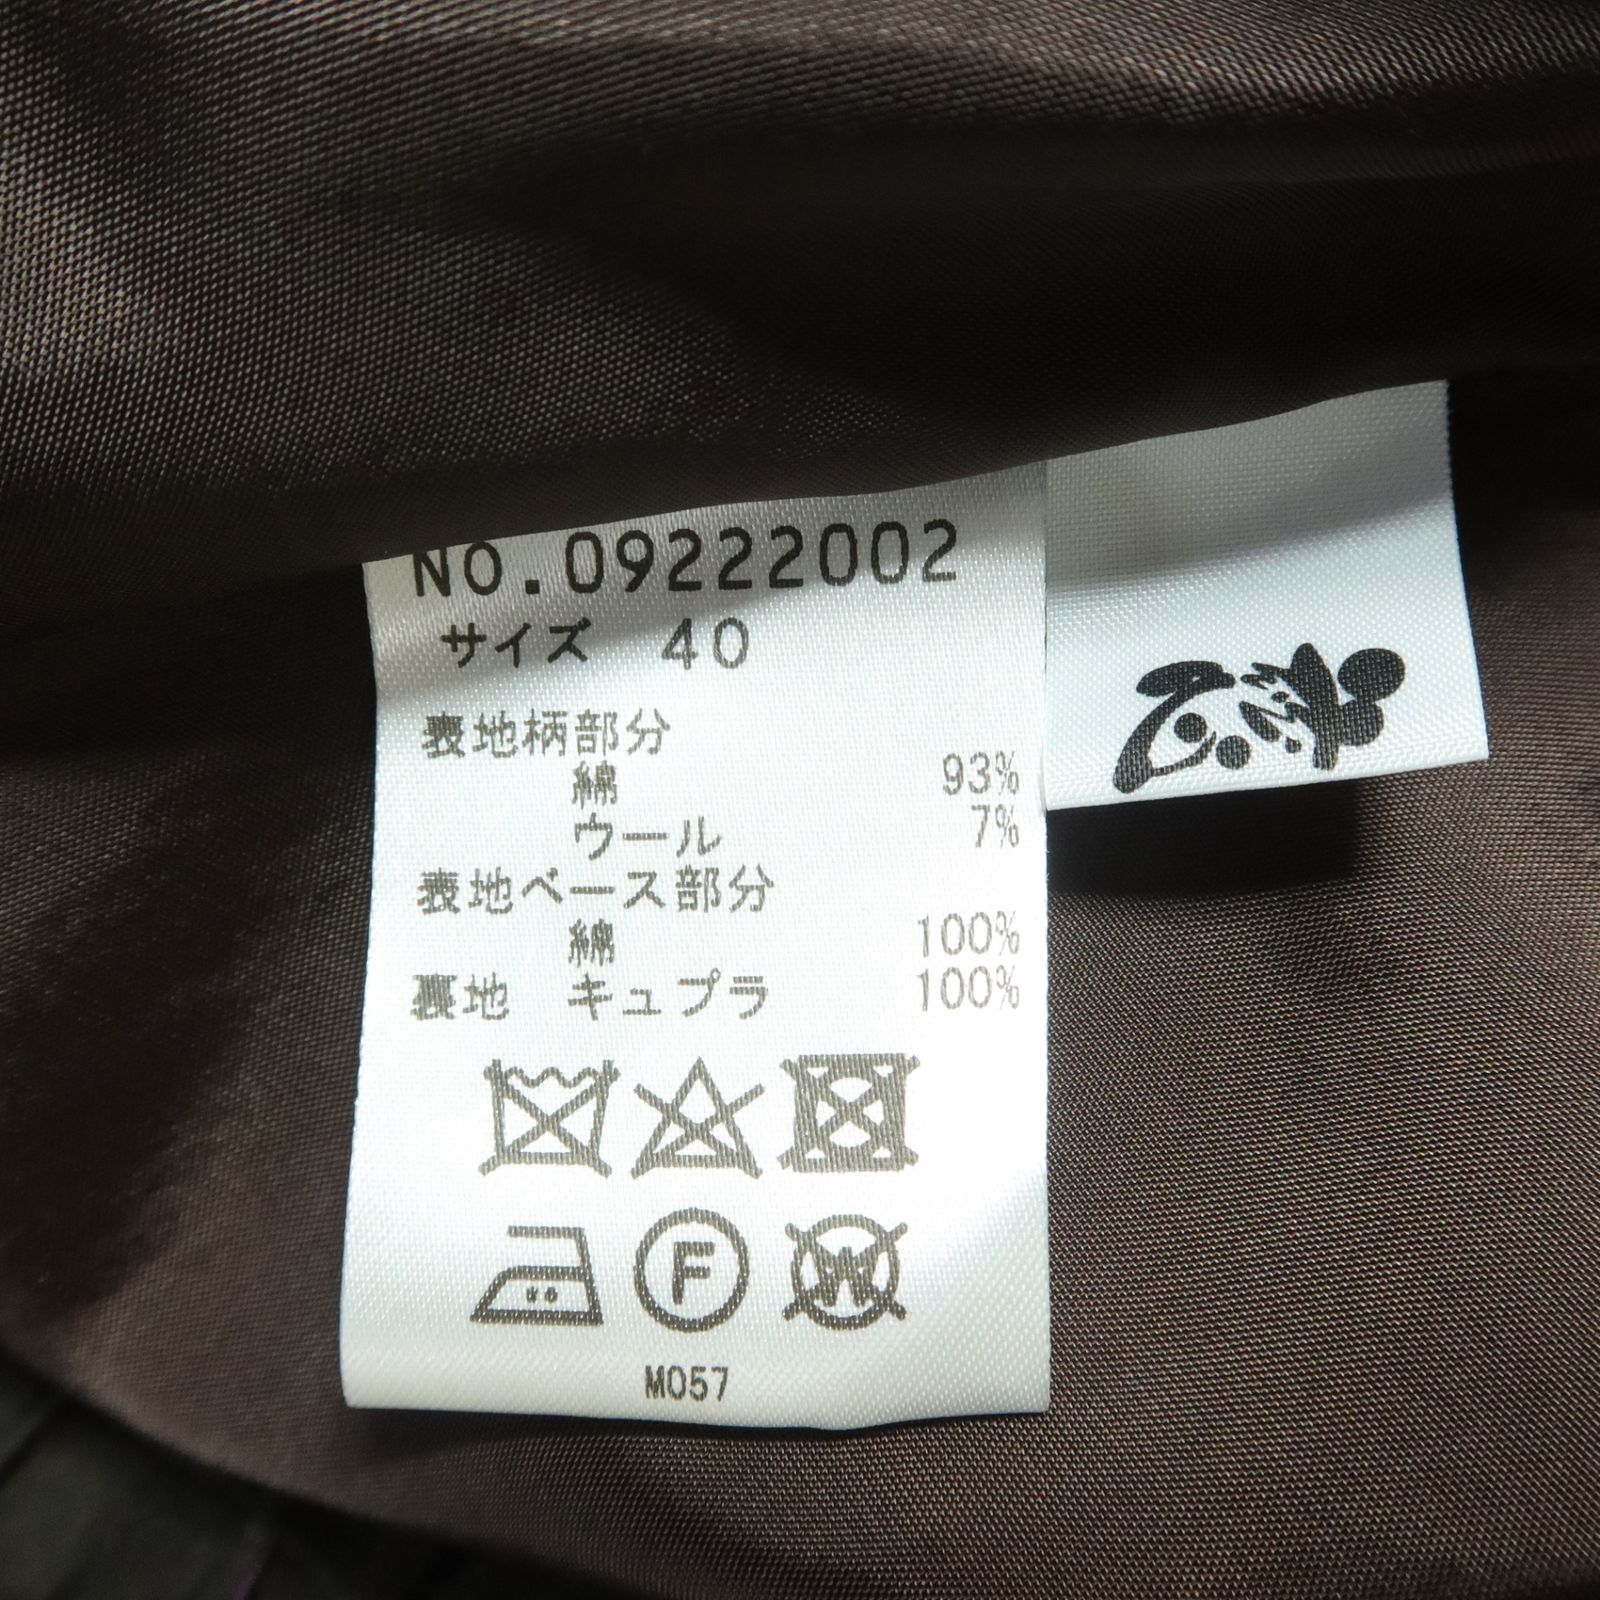 NO.09222002
サイズ 40
表地柄部分
綿 93%
ウール 7%
表地ベース部分
綿 100%
裏地 キュプラ 100%
F
W
M057